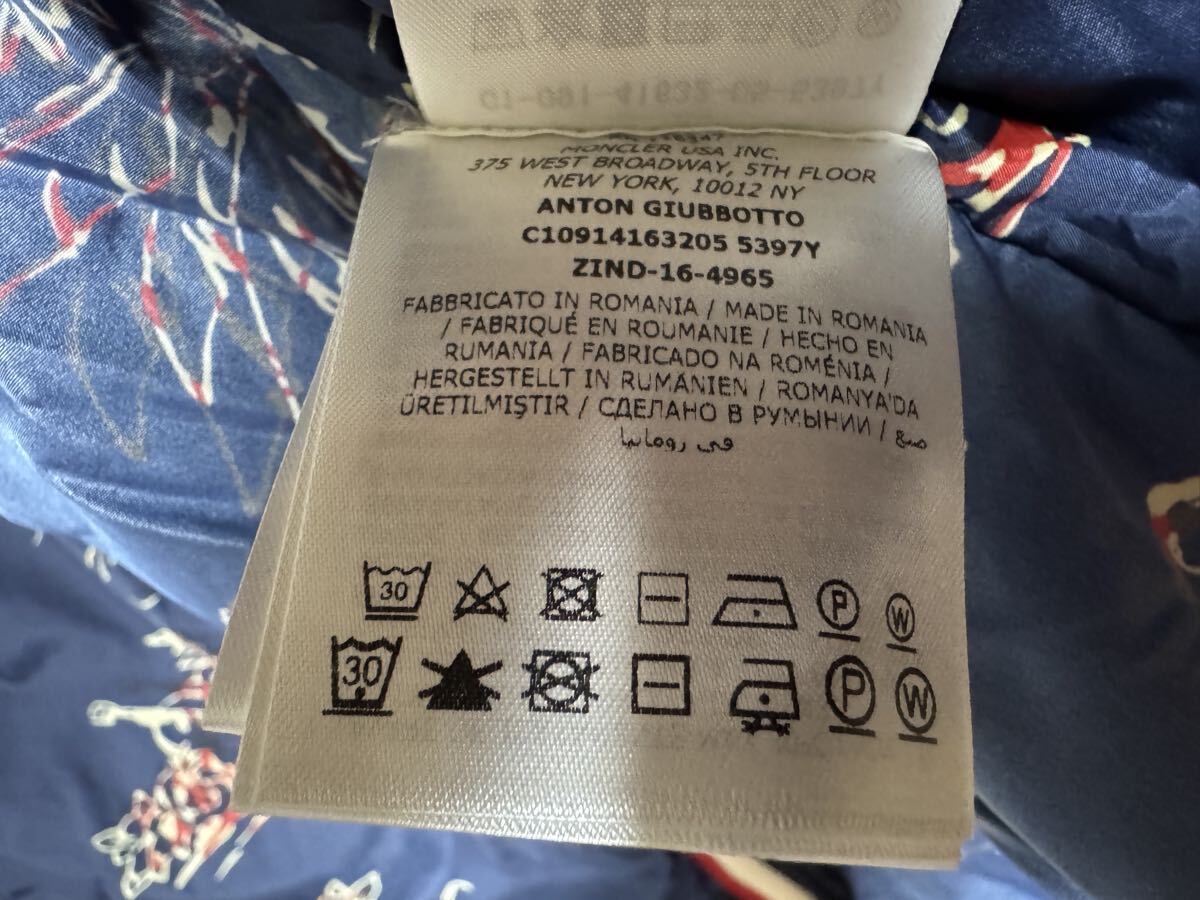 MONCLER USA INC.
375 WEST BROADWAY, 5TH FLOOR
NEW YORK, 10012 NY
ANTON GIUBBOTTO
C10914163205 5397Y
ZIND-16-4965
FABBRICATO IN ROMANIA / MADE IN ROMANIA
/ FABRIQUÉ EN ROUMANIE / HECHO EN
RUMANIA / FABRICADO NA ROMÉNIA /
HERGESTELLT IN RUMÄNIEN / ROMANYA'DA
ÜRETILMIŞTIR / СДЕЛАНО В РУМЫНИИ / صنع
في رومانيا
30 P W
30 P W